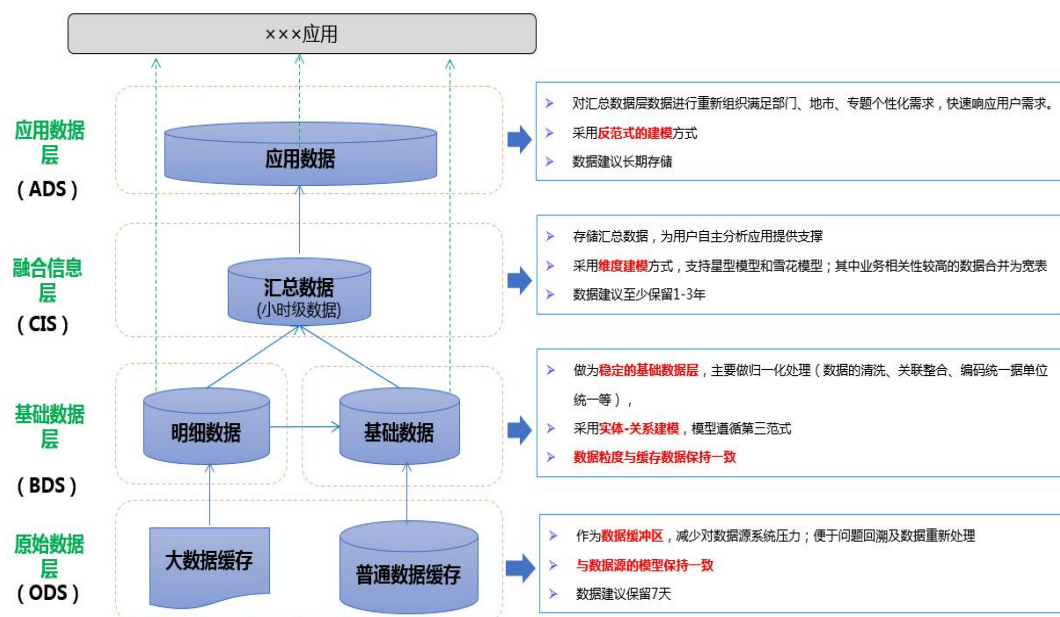 ×××应用
应用数据
层
（ADS）
应用数据
对汇总数据层数据进行重新组织满足部门、地市、专题个性化需求，快速响应用户需求。
采用反范式的建模方式
数据建议长期存储
融合信息
层
（CIS）
汇总数据
(小时级数据)
存储汇总数据，为用户自主分析应用提供支撑
采用维度建模方式，支持星型模型和雪花模型；其中业务相关性较高的数据合并为宽表
数据建议至少保留1-3年
基础数据
层
（BDS）
明细数据
基础数据
做为稳定的基础数据层，主要做归一化处理（数据的清洗、关联整合、编码统一据单位
统一等），
采用实体-关系建模，模型遵循第三范式
数据粒度与缓存数据保持一致
原始数据
层
（ODS）
大数据缓存
普通数据缓存
作为数据缓冲区，减少对数据源系统压力；便于问题回溯及数据重新处理
与数据源的模型保持一致
数据建议保留7天